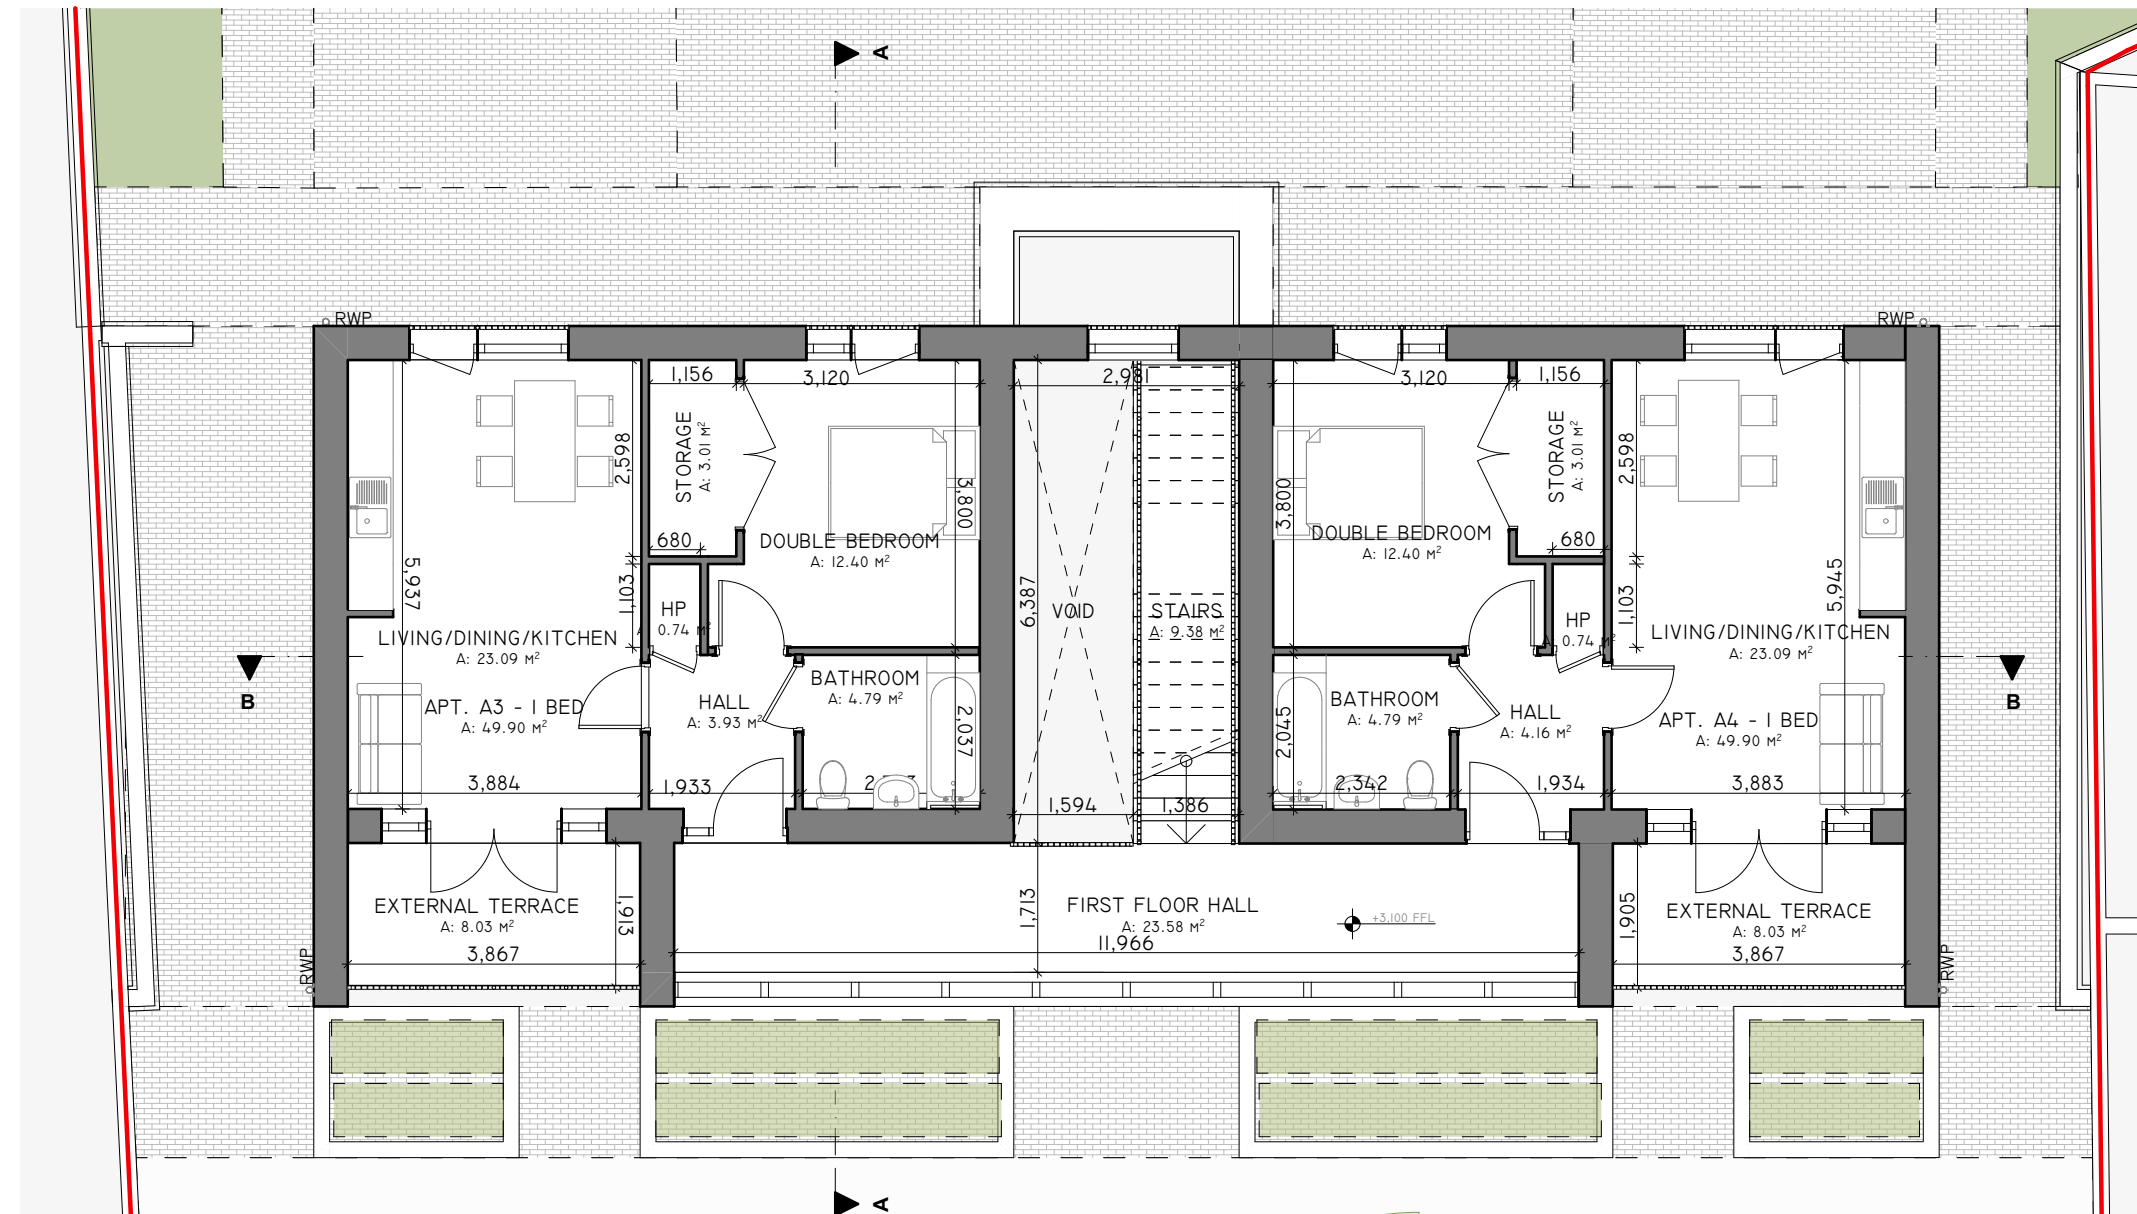 A
RWP
RWP
1,156
3,120
2,981
3,120
1,156
STORAGE
A: 3.01 M²
2,598
3,800
3,800
STORAGE
A: 3.01 M²
2,598
680
DOUBLE BEDROOM
A: 12.40 M²
DOUBLE BEDROOM
A: 12.40 M²
680
5,937
1,103
HP
0.74 M²
6,387
VOID
STAIRS
A: 9.38 M²
HP
A: 0.74 M²
1,103
5,945
LIVING/DINING/KITCHEN
A: 23.09 M²
LIVING/DINING/KITCHEN
A: 23.09 M²
B
B
BATHROOM
A: 4.79 M²
BATHROOM
A: 4.79 M²
APT. A3 - 1 BED
A: 49.90 M²
HALL
A: 3.93 M²
2,037
2,045
HALL
A: 4.16 M²
APT. A4 - 1 BED
A: 49.90 M²
3,884
1,933
2,342
1,934
3,883
1,594
1,386
EXTERNAL TERRACE
A: 8.03 M²
1,913
1,713
FIRST FLOOR HALL
A: 23.58 M²
+3,100 FFL
1,905
EXTERNAL TERRACE
A: 8.03 M²
3,867
11,966
3,867
RWP
RWP
A